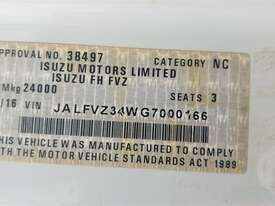 APPROVAL NO. 38497 CATEGORY NC
ISUZU MOTORS LIMITED
ISUZU FH FVZ
Mkg 24000 SEATS 3
/16 VIN JALFVZ34WG7000166
THIS VEHICLE WAS MANUFACTURED TO COMPLY WITH
THE MOTOR VEHICLE STANDARDS ACT 1989